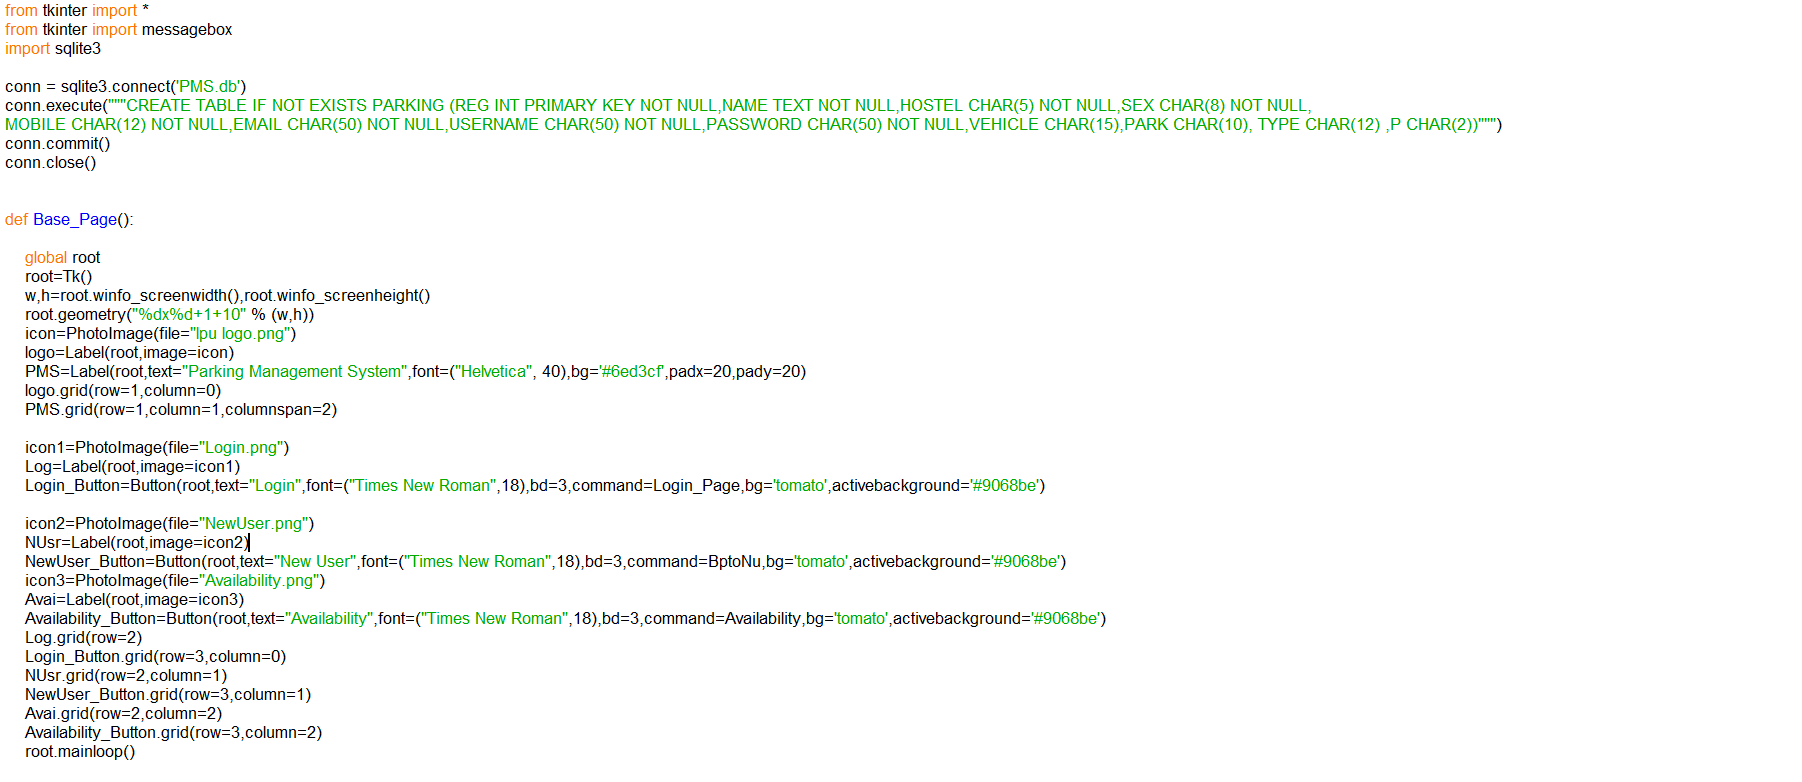 from tkinter import *
from tkinter import messagebox
import sqlite3
conn = sqlite3.connect('PMS.db')
conn.execute("""CREATE TABLE IF NOT EXISTS PARKING (REG INT PRIMARY KEY NOT NULL,NAME TEXT NOT NULL,HOSTEL CHAR(5) NOT NULL,SEX CHAR(8) NOT NULL,
MOBILE CHAR(12) NOT NULL,EMAIL CHAR(50) NOT NULL,USERNAME CHAR(50) NOT NULL,PASSWORD CHAR(50) NOT NULL,VEHICLE CHAR(15),PARK CHAR(10), TYPE CHAR(12) ,P CHAR(2))""")
conn.commit()
conn.close()
def Base_Page():
global root
root=Tk()
w,h=root.winfo_screenwidth(),root.winfo_screenheight()
root.geometry("%dx%d+1+10" % (w,h))
icon=PhotoImage(file="lpu logo.png")
logo=Label(root,image=icon)
PMS=Label(root,text="Parking Management System",font=("Helvetica", 40),bg='#6ed3cf',padx=20,pady=20)
logo.grid(row=1,column=0)
PMS.grid(row=1,column=1,columnspan=2)
icon1=PhotoImage(file="Login.png")
Log=Label(root,image=icon1)
Login_Button=Button(root,text="Login",font=("Times New Roman",18),bd=3,command=Login_Page,bg='tomato',activebackground='#9068be')
icon2=PhotoImage(file="NewUser.png")
NUsr=Label(root,image=icon2)
NewUser_Button=Button(root,text="New User",font=("Times New Roman",18),bd=3,command=BptoNu,bg='tomato',activebackground='#9068be')
icon3=PhotoImage(file="Availability.png")
Avai=Label(root,image=icon3)
Availability_Button=Button(root,text="Availability",font=("Times New Roman",18),bd=3,command=Availability,bg='tomato',activebackground='#9068be')
Log.grid(row=2)
Login_Button.grid(row=3,column=0)
NUsr.grid(row=2,column=1)
NewUser_Button.grid(row=3,column=1)
Avai.grid(row=2,column=2)
Availability_Button.grid(row=3,column=2)
root.mainloop()